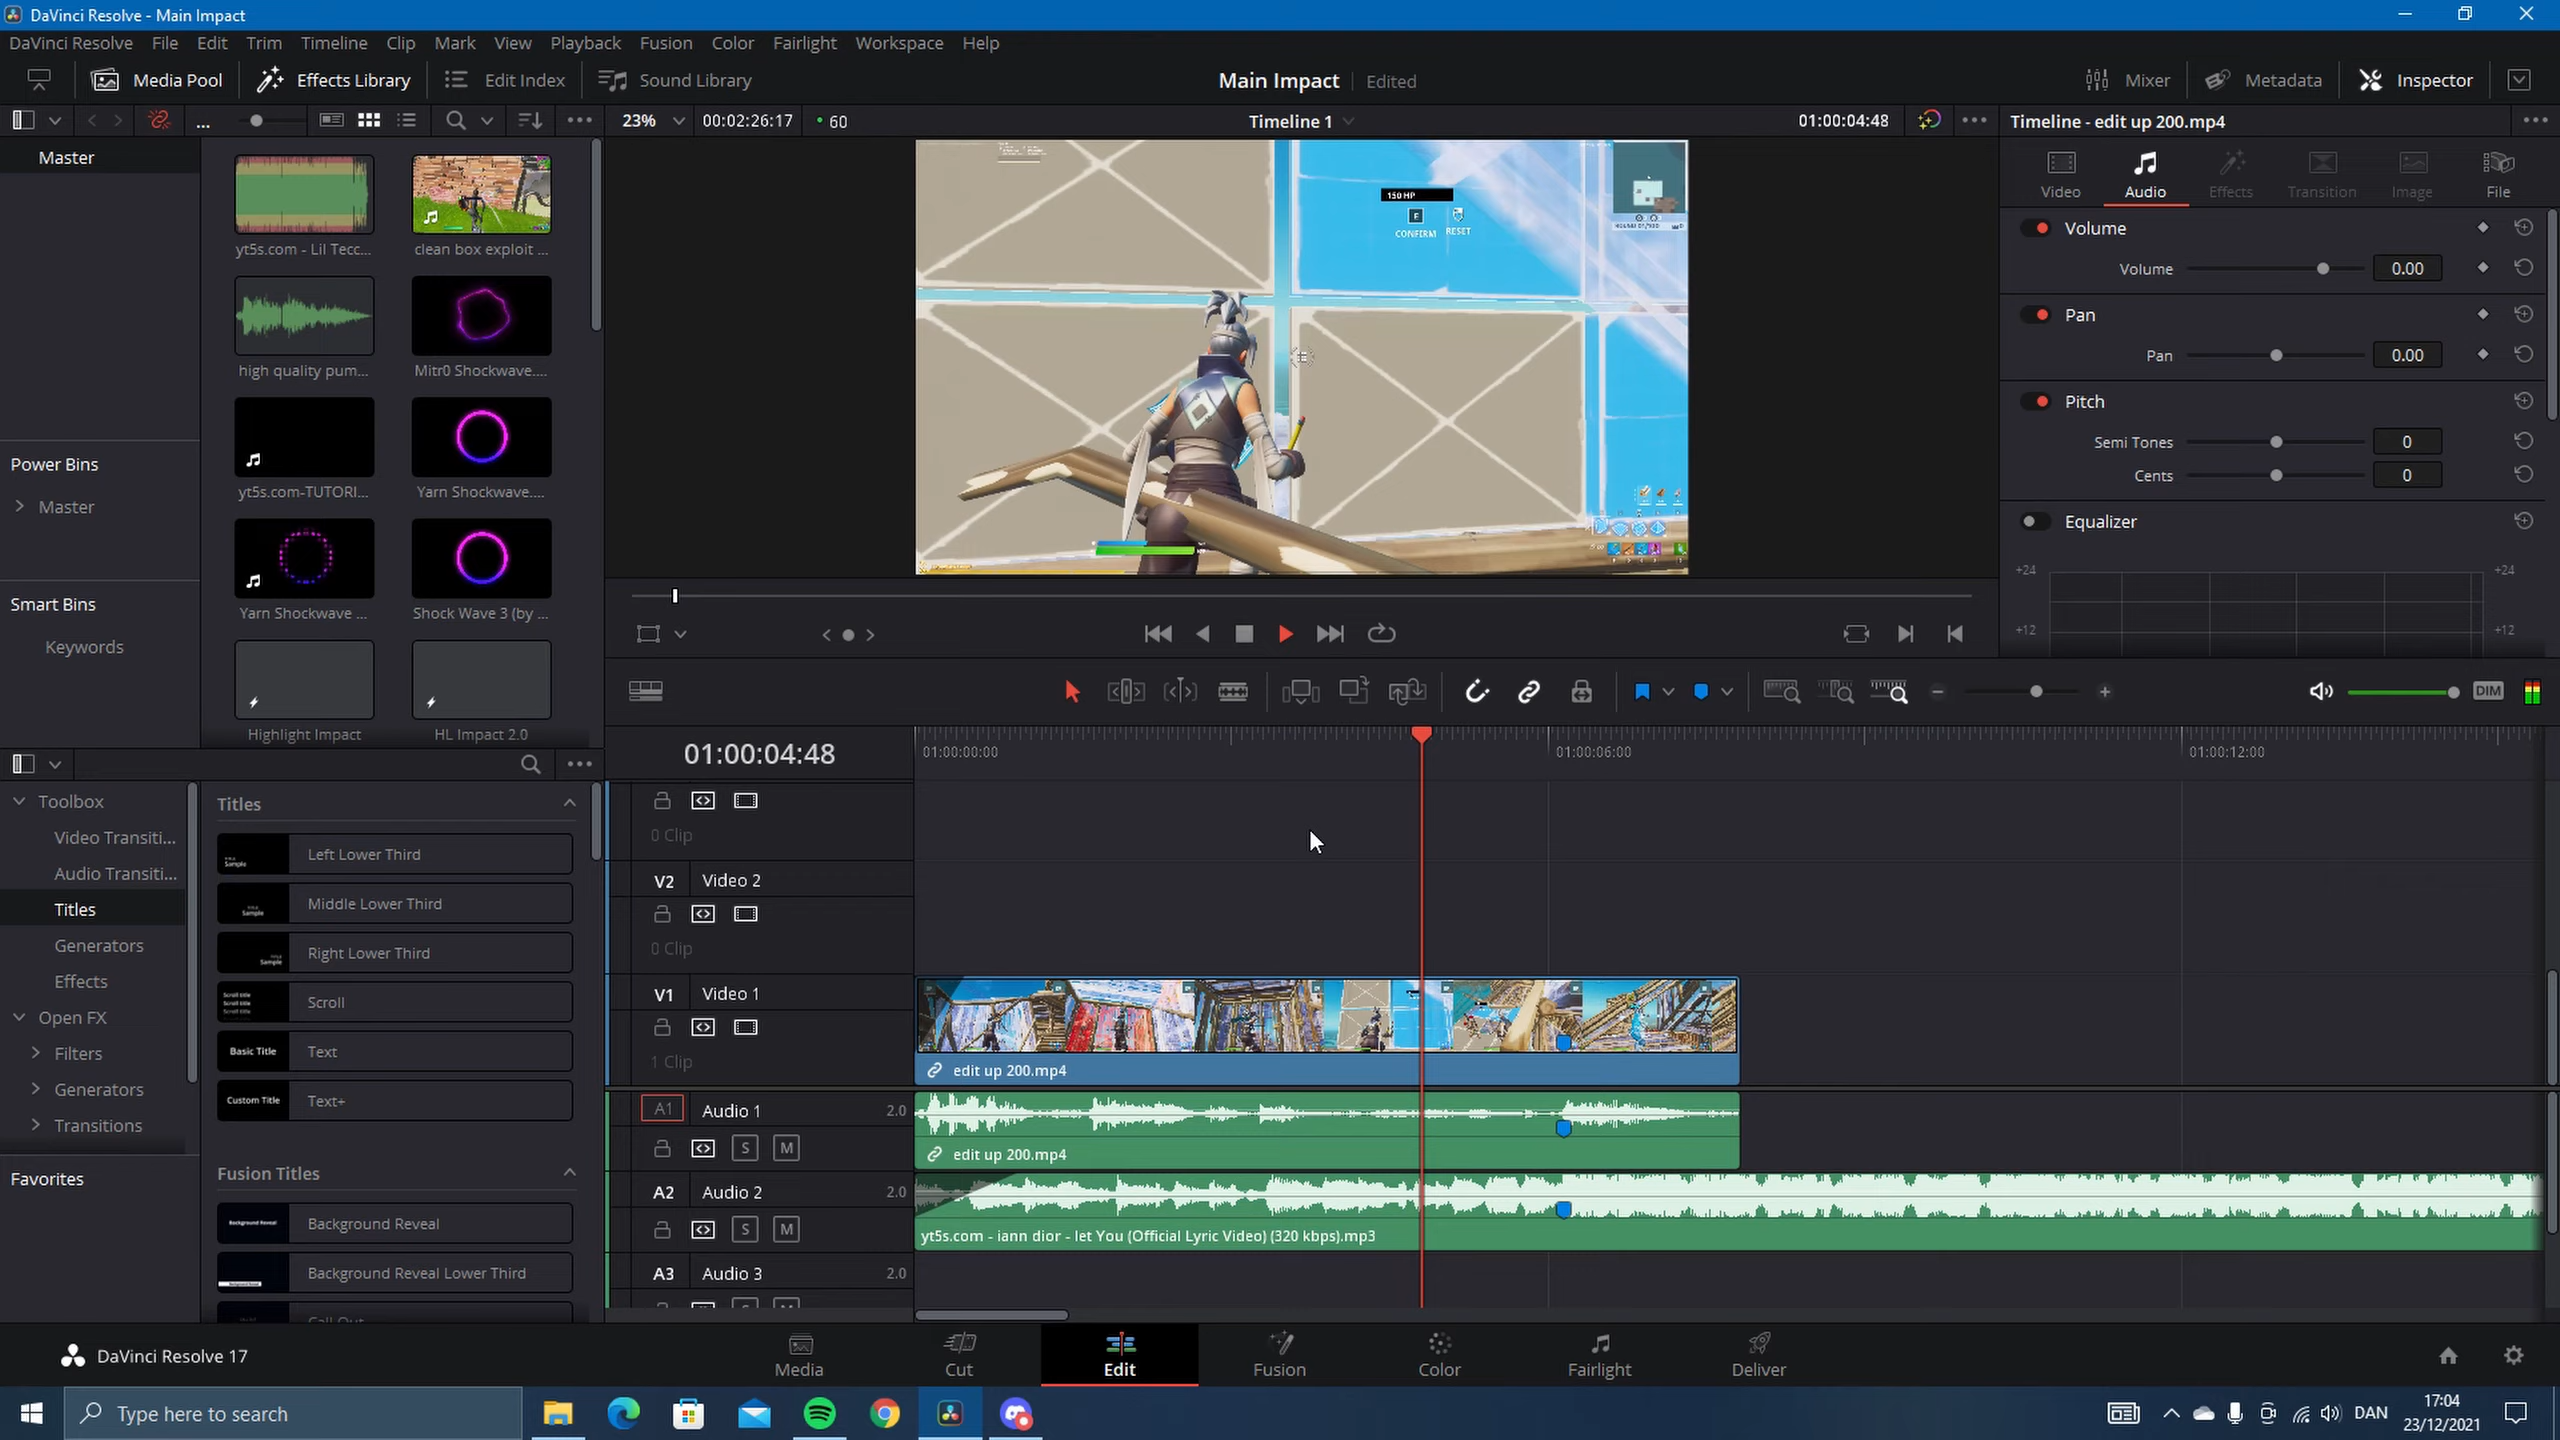 DaVinci Resolve - Main Impact
DaVinci Resolve File Edit Trim Timeline Clip Mark View Playback Fusion Color Fairlight Workspace Help
Media Pool Effects Library Edit Index Sound Library Main Impact Edited Mixer Metadata Inspector
... 23% 00:02:26:17 60 Timeline 1 01:00:04:48 Timeline - edit up 200.mp4
Master
yt5s.com - Lil Tecc... clean box exploit ...
high quality pum... Mitr0 Shockwave....
yt5s.com-TUTORI... Yarn Shockwave....
Yarn Shockwave ... Shock Wave 3 (by ...
Highlight Impact HL Impact 2.0
Power Bins
Master
Smart Bins
Keywords
150 HP
F
CONFIRM RESET
Video Audio Effects Transition Image File
Volume
Volume 0.00
Pan
Pan 0.00
Pitch
Semi Tones 0
Cents 0
Equalizer
+24 +24
+12 +12
DIM
Toolbox
Video Transiti...
Audio Transiti...
Titles
Generators
Effects
Open FX
Filters
Generators
Transitions
Favorites
Titles
Sample Left Lower Third
Sample Middle Lower Third
Sample Right Lower Third
Scroll
Basic Title Text
Custom Title Text+
Fusion Titles
Background Reveal Background Reveal
Background Reveal Lower Third
Call Out
01:00:04:48 01:00:00:00 01:00:06:00 01:00:12:00
0 Clip
V2 Video 2
0 Clip
V1 Video 1
1 Clip
edit up 200.mp4
A1 Audio 1 2.0
S M
edit up 200.mp4
A2 Audio 2 2.0
S M
yt5s.com - iann dior - let You (Official Lyric Video) (320 kbps).mp3
A3 Audio 3 2.0
DaVinci Resolve 17
Media Cut Edit Fusion Color Fairlight Deliver
Type here to search
DAN
17:04
23/12/2021